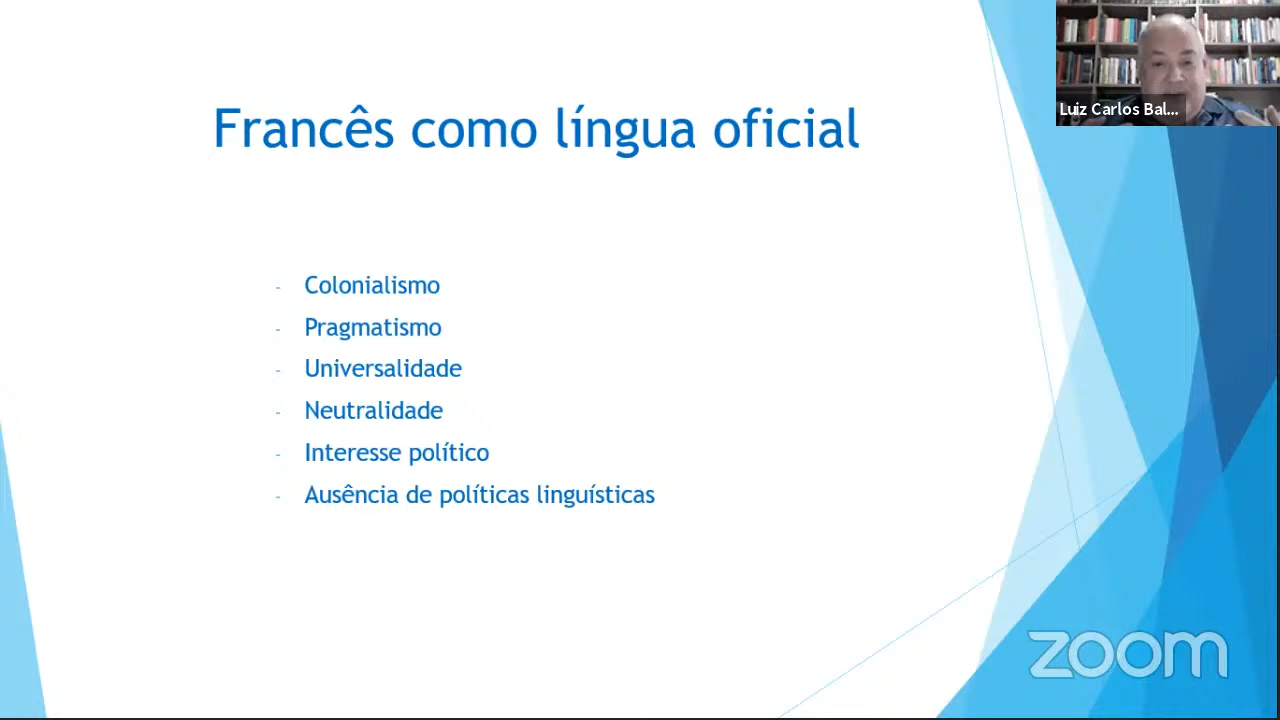 Francês como língua oficial
Luiz Carlos Bal...
- Colonialismo
- Pragmatismo
- Universalidade
- Neutralidade
- Interesse político
- Ausência de políticas linguísticas
zoom